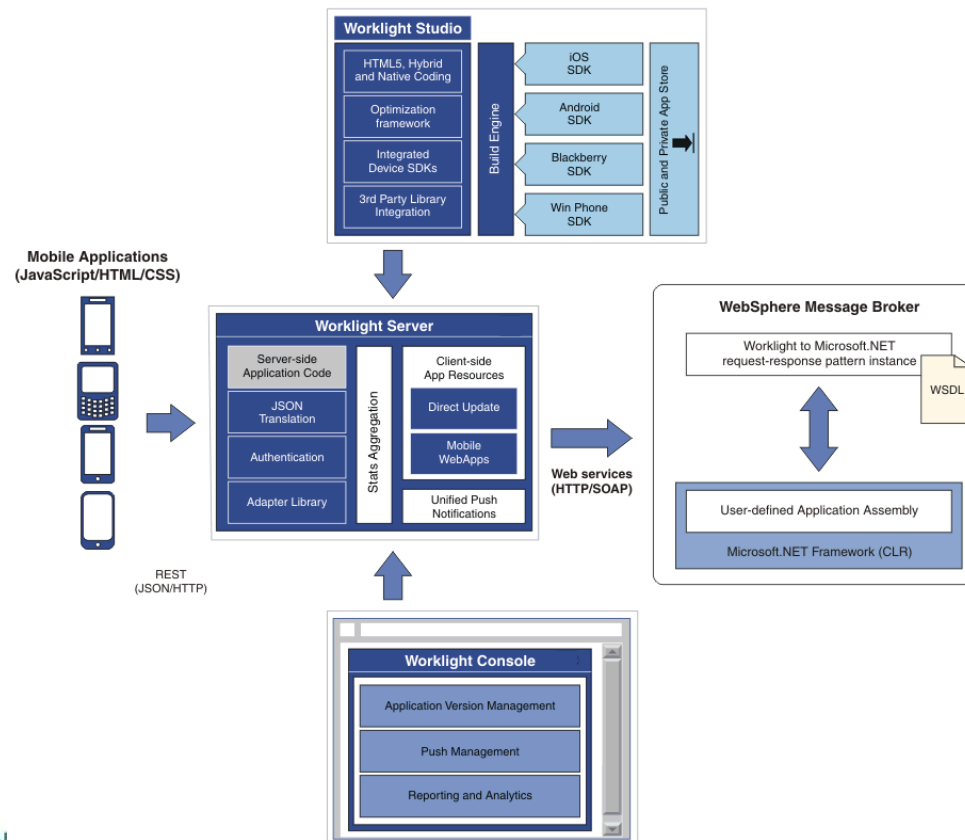 Worklight Studio
HTML5, Hybrid
and Native Coding
Optimization
framework
Integrated
Device SDKs
3rd Party Library
Integration
Build Engine
iOS
SDK
Android
SDK
Blackberry
SDK
Win Phone
SDK
Public and Private App Store
Mobile Applications
(JavaScript/HTML/CSS)
REST
(JSON/HTTP)
Worklight Server
Server-side
Application Code
JSON
Translation
Authentication
Adapter Library
Stats Aggregation
Client-side
App Resources
Direct Update
Mobile
WebApps
Unified Push
Notifications
Web services
(HTTP/SOAP)
WebSphere Message Broker
Worklight to Microsoft.NET
request-response pattern instance
WSDL
User-defined Application Assembly
Microsoft.NET Framework (CLR)
Worklight Console
Application Version Management
Push Management
Reporting and Analytics